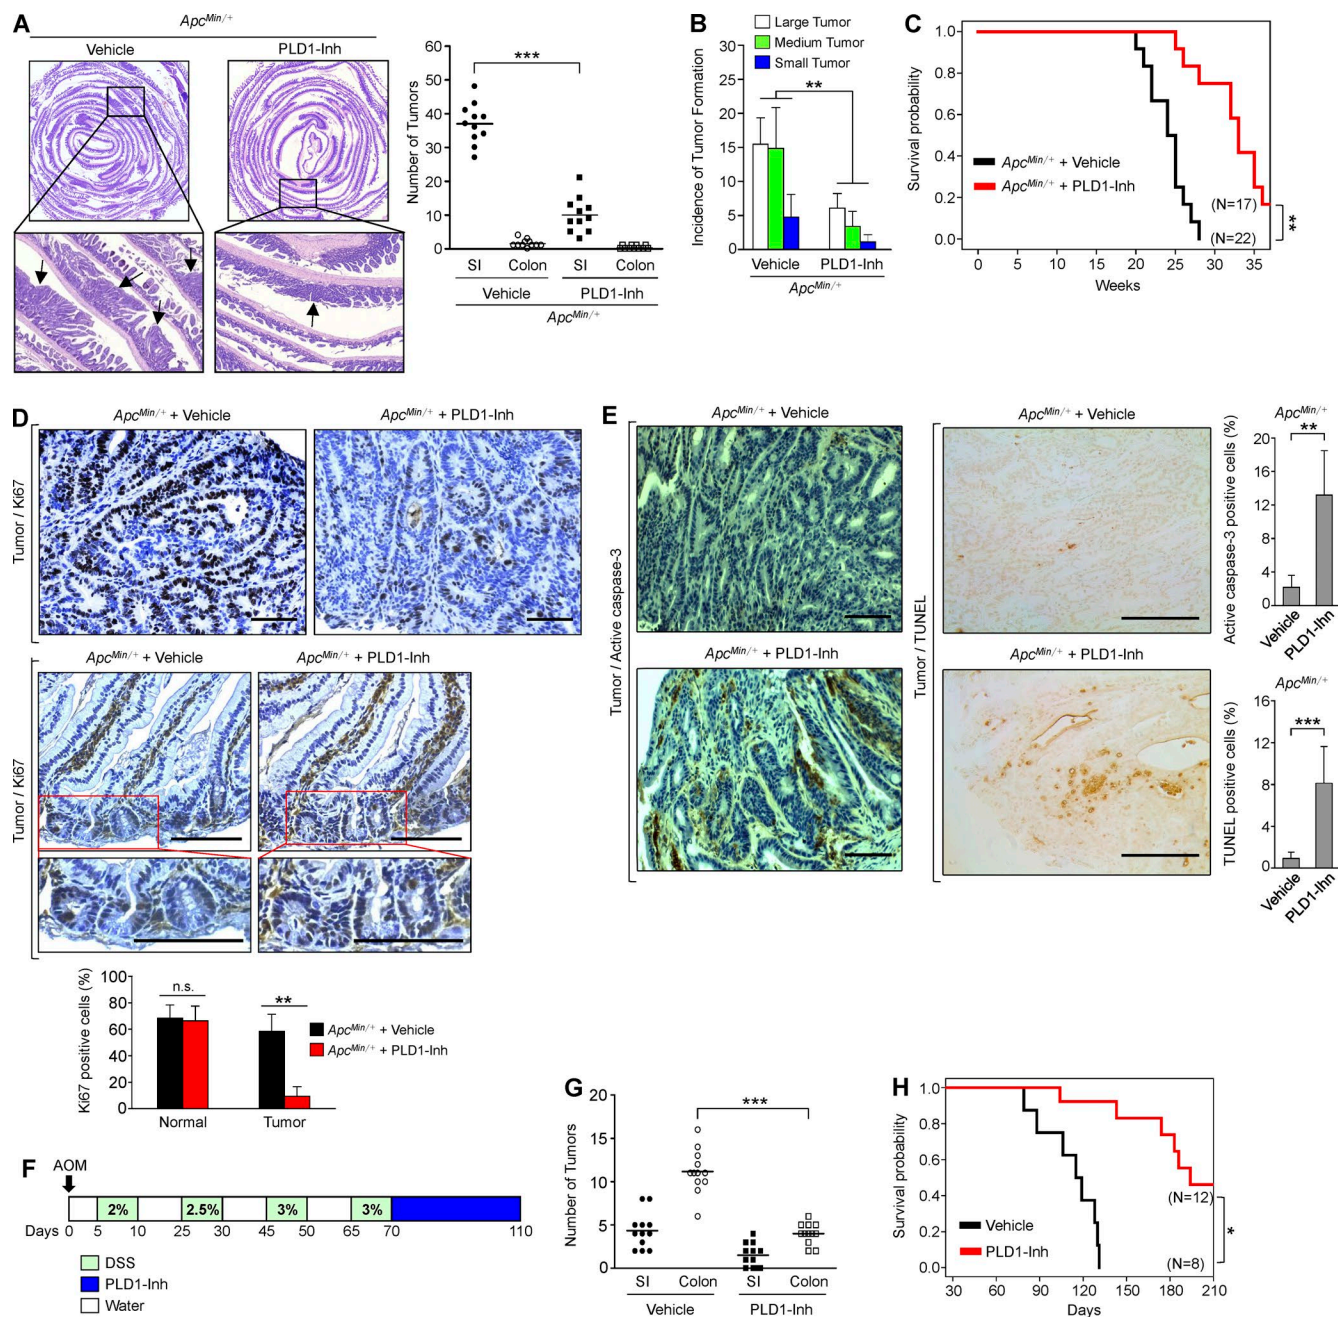 A
Apc^Min/+
Vehicle
PLD1-Inh
Number of Tumors
60
50
40
30
20
10
0
***
SI
Colon
SI
Colon
Vehicle
PLD1-Inh
Apc^Min/+
B
Large Tumor
Medium Tumor
Small Tumor
Incidence of Tumor Formation
30
25
20
15
10
5
0
**
Vehicle
PLD1-Inh
Apc^Min/+
C
Survival probability
1.0
0.8
0.6
0.4
0.2
0.0
Apc^Min/+ + Vehicle
Apc^Min/+ + PLD1-Inh
(N=17)
(N=22)
**
0 5 10 15 20 25 30 35
Weeks
D
Apc^Min/+ + Vehicle
Apc^Min/+ + PLD1-Inh
Tumor / Ki67
Apc^Min/+ + Vehicle
Apc^Min/+ + PLD1-Inh
Tumor / Ki67
Ki67 positive cells (%)
100
80
60
40
20
0
n.s.
**
Apc^Min/+ + Vehicle
Apc^Min/+ + PLD1-Inh
Normal
Tumor
E
Apc^Min/+ + Vehicle
Apc^Min/+ + PLD1-Inh
Tumor / Active caspase-3
Apc^Min/+ + Vehicle
Apc^Min/+ + PLD1-Inh
Tumor / TUNEL
Apc^Min/+
Active caspase-3 positive cells (%)
20
16
12
8
4
0
**
Vehicle
PLD1-Ihn
Apc^Min/+
TUNEL positive cells (%)
16
12
8
4
0
***
Vehicle
PLD1-Ihn
F
AOM
2%
2.5%
3%
3%
Days 0 5 10 20 25 30 45 50 65 70 110
DSS
PLD1-Inh
Water
G
Number of Tumors
20
15
10
5
0
***
SI
Colon
SI
Colon
Vehicle
PLD1-Inh
H
Survival probability
1.0
0.8
0.6
0.4
0.2
0.0
Vehicle
PLD1-Inh
(N=12)
(N=8)
*
30 60 90 120 150 180 210
Days